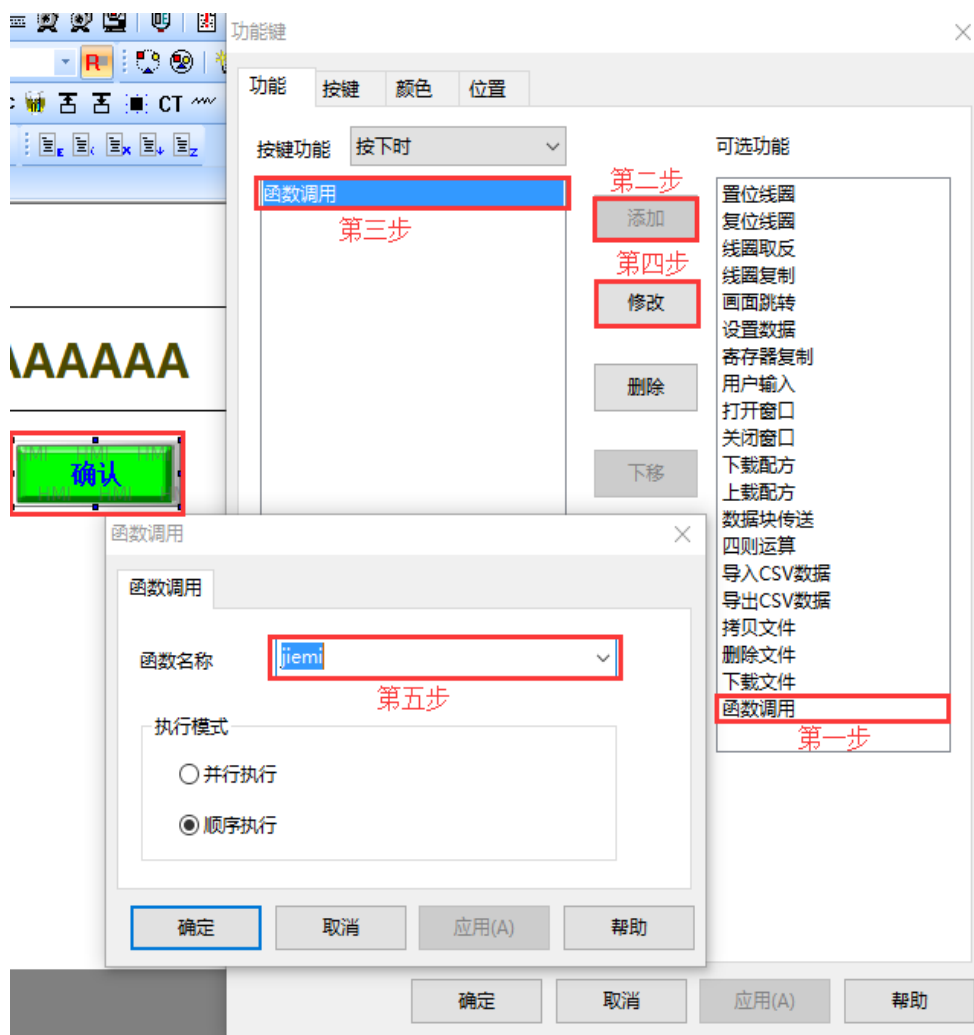 功能键
R
CT
功能 按键 颜色 位置
按键功能 按下时
可选功能
函数调用
第三步
第二步
添加
第四步
修改
删除
下移
置位线圈
复位线圈
线圈取反
线圈复制
画面跳转
设置数据
寄存器复制
用户输入
打开窗口
关闭窗口
下载配方
上载配方
数据块传送
四则运算
导入CSV数据
导出CSV数据
拷贝文件
删除文件
下载文件
函数调用
第一步
AAAAAA
HMI HMI HMI
确认
HMI HMI
函数调用
函数调用
函数名称 jiemi
第五步
执行模式
并行执行
顺序执行
确定 取消 应用(A) 帮助
确定 取消 应用(A) 帮助